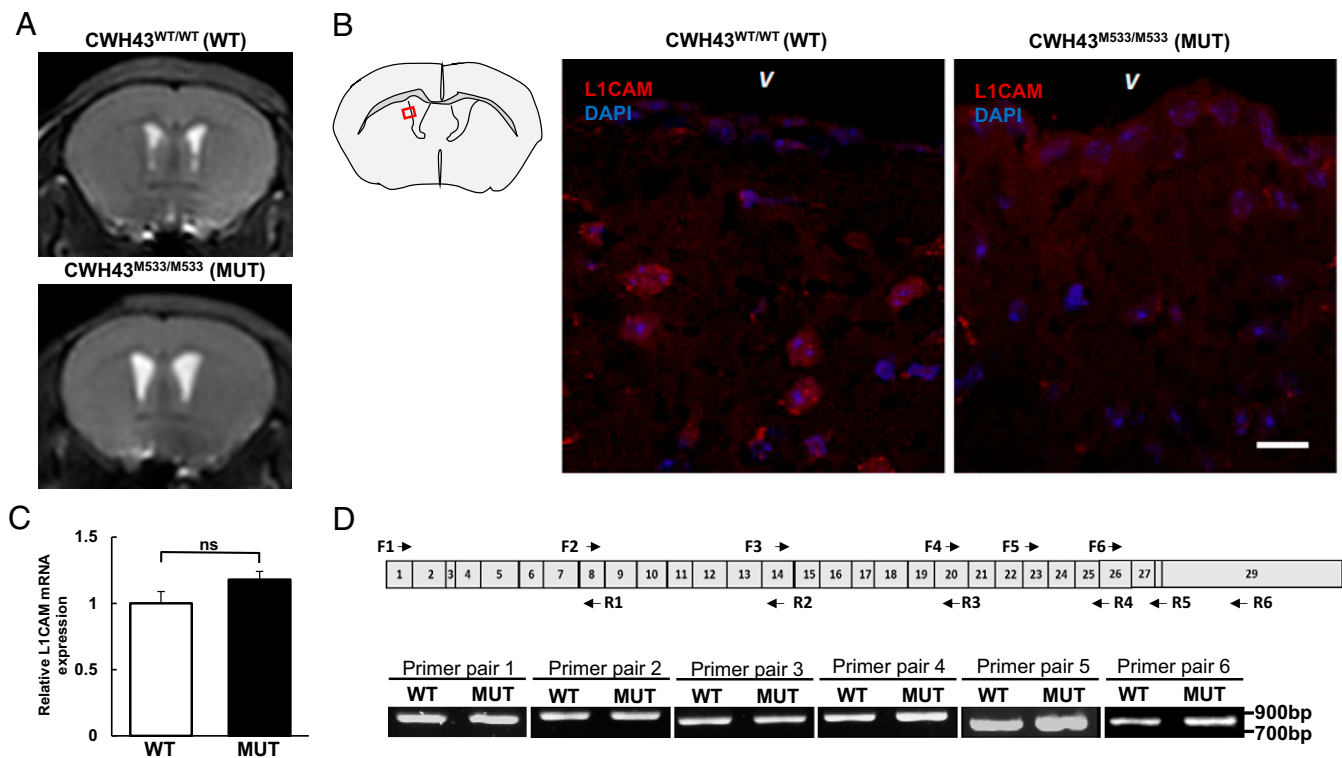 A
CWH43WT/WT (WT)
CWH43M533/M533 (MUT)
B
CWH43WT/WT (WT)
V
L1CAM
DAPI
CWH43M533/M533 (MUT)
V
L1CAM
DAPI
C
Relative L1CAM mRNA
expression
1.5
1
0.5
0
ns
WT
MUT
D
F1 F2 F3 F4 F5 F6
1 2 3 4 5 6 7 8 9 10 11 12 13 14 15 16 17 18 19 20 21 22 23 24 25 26 27 29
R1 R2 R3 R4 R5 R6
Primer pair 1 Primer pair 2 Primer pair 3 Primer pair 4 Primer pair 5 Primer pair 6
WT MUT WT MUT WT MUT WT MUT WT MUT WT MUT
900bp
700bp